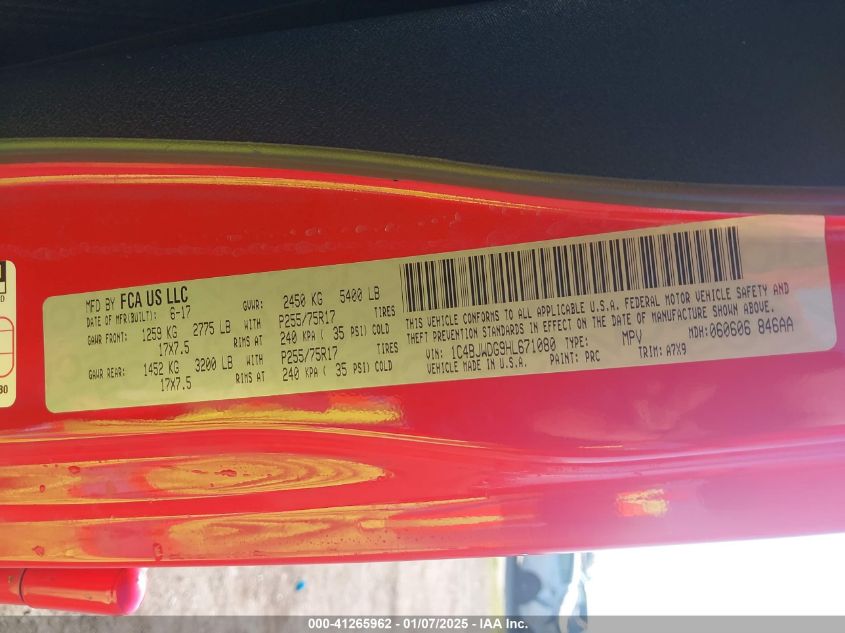 MFD BY FCA US LLC
DATE OF MFR(BUILT): 6-17 GVWR: 2450 KG 5400 LB
GAWR FRONT: 1259 KG 2775 LB WITH P255/75R17 TIRES
17X7.5 RIMS AT 240 KPA ( 35 PSI) COLD
GAWR REAR: 1452 KG 3200 LB WITH P255/75R17 TIRES
17X7.5 RIMS AT 240 KPA ( 35 PSI) COLD
THIS VEHICLE CONFORMS TO ALL APPLICABLE U.S.A. FEDERAL MOTOR VEHICLE SAFETY AND
THEFT PREVENTION STANDARDS IN EFFECT ON THE DATE OF MANUFACTURE SHOWN ABOVE.
VIN: 1C4BJWDG9HL671080 TYPE: MPV MDH: 060606 846AA
VEHICLE MADE IN U.S.A. PAINT: PRC TRIM: A7X9
000-41265962 - 01/07/2025 - IAA, Inc.